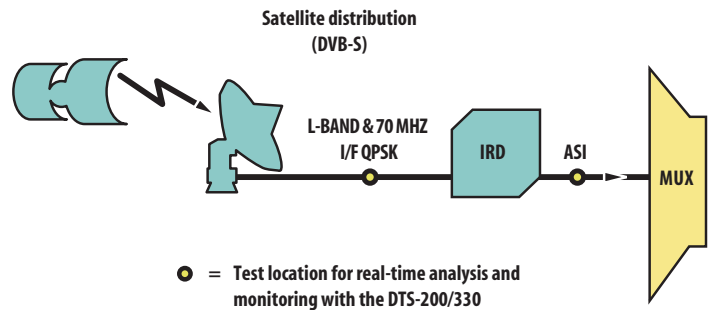 Satellite distribution
(DVB-S)
L-BAND & 70 MHZ
I/F QPSK
IRD
ASI
MUX
= Test location for real-time analysis and
monitoring with the DTS-200/330